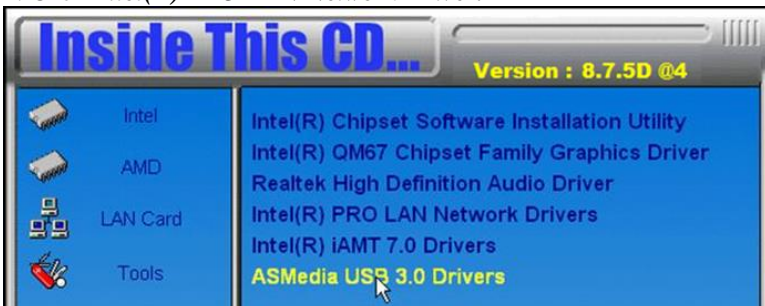 Inside This CD...
Version : 8.7.5D @4
Intel
AMD
LAN Card
Tools
Intel(R) Chipset Software Installation Utility
Intel(R) QM67 Chipset Family Graphics Driver
Realtek High Definition Audio Driver
Intel(R) PRO LAN Network Drivers
Intel(R) iAMT 7.0 Drivers
ASMedia USB 3.0 Drivers